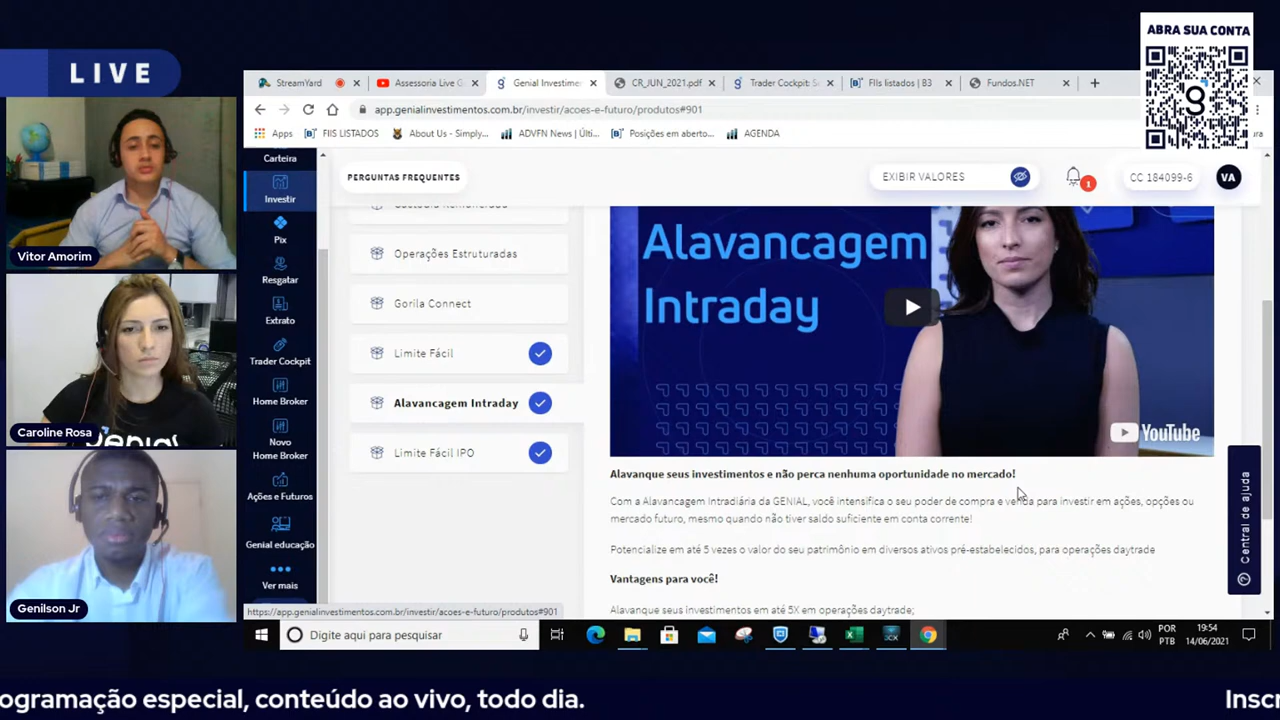 ABRA SUA CONTA
LIVE
StreamYard
Assessoria Live G
Genial Investime
CR_JUN_2021.pdf
Trader Cockpit: S
FIIs listados | B3
Fundos.NET
app.genialinvestimentos.com.br/investir/acoes-e-futuro/produtos#901
Apps
FIIS LISTADOS
About Us - Simply...
ADVFN News | Últi...
Posições em aberto...
AGENDA
Carteira
Investir
Pix
Resgatar
Extrato
Trader Cockpit
Home Broker
Novo
Home Broker
Ações e Futuros
Genial educação
Ver mais
PERGUNTAS FREQUENTES
EXIBIR VALORES
1
CC 184099-6
VA
Operações Estruturadas
Gorila Connect
Limite Fácil
Alavancagem Intraday
Limite Fácil IPO
Alavancagem
Intraday
YouTube
Alavanque seus investimentos e não perca nenhuma oportunidade no mercado!
Com a Alavancagem Intradiária da GENIAL, você intensifica o seu poder de compra e venda para investir em ações, opções ou
mercado futuro, mesmo quando não tiver saldo suficiente em conta corrente!
Potencialize em até 5 vezes o valor do seu patrimônio em diversos ativos pré-estabelecidos, para operações daytrade
Vantagens para você!
Alavanque seus investimentos em até 5X em operações daytrade;
Central de ajuda
Vitor Amorim
Caroline Rosa
Genilson Jr
https://app.genialinvestimentos.com.br/investir/acoes-e-futuro/produtos#901
Digite aqui para pesquisar
POR
PTB
19:54
14/06/2021
ogramação especial, conteúdo ao vivo, todo dia.
Inscr